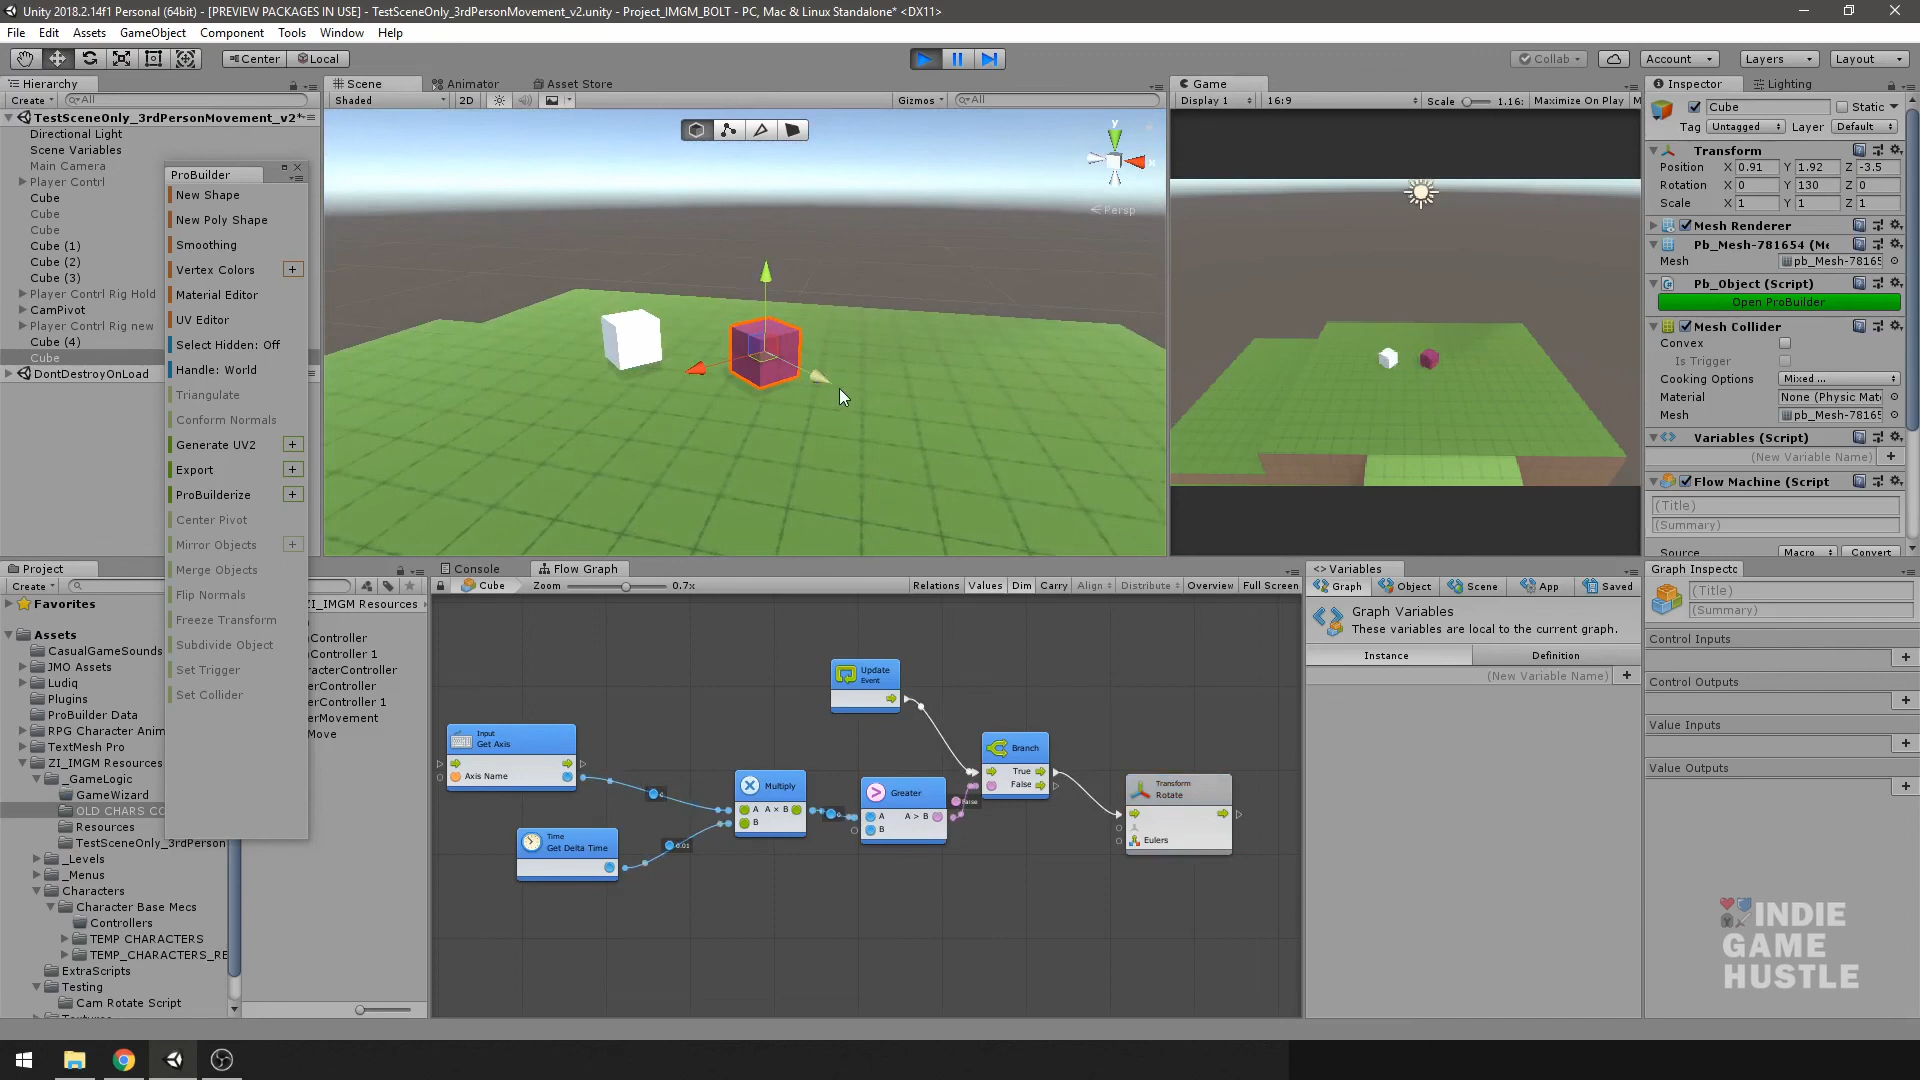 Unity 2018.2.14f1 Personal (64bit) - [PREVIEW PACKAGES IN USE] - TestSceneOnly_3rdPersonMovement_v2.unity - Project_IMGM_BOLT - PC, Mac & Linux Standalone* <DX11>
File Edit Assets GameObject Component Tools Window Help
Center Local
Collab Account Layers Layout
Hierarchy
Create All
TestSceneOnly_3rdPersonMovement_v2*
Directional Light
Scene Variables
Main Camera
Player Contrl
Cube
Cube
Cube
Cube (1)
Cube (2)
Cube (3)
Player Contrl Rig Hold
CamPivot
Player Contrl Rig new
Cube (4)
Cube
DontDestroyOnLoad
ProBuilder
New Shape
New Poly Shape
Smoothing
Vertex Colors +
Material Editor
UV Editor
Select Hidden: Off
Handle: World
Triangulate
Conform Normals
Generate UV2 +
Export +
ProBuilderize +
Center Pivot
Mirror Objects +
Merge Objects
Flip Normals
Freeze Transform
Subdivide Object
Set Trigger
Set Collider
Scene Animator Asset Store
Shaded 2D Gizmos All
y
x
Persp
Game
Display 1 16:9 Scale 1.16: Maximize On Play M
Inspector Lighting
Cube Static
Tag Untagged Layer Default
Transform
Position X 0.91 Y 1.92 Z -3.5
Rotation X 0 Y 130 Z 0
Scale X 1 Y 1 Z 1
Mesh Renderer
Pb_Mesh-781654 (Me
Mesh pb_Mesh-78165
Pb_Object (Script)
Open ProBuilder
Mesh Collider
Convex
Is Trigger
Cooking Options Mixed ...
Material None (Physic Mat
Mesh pb_Mesh-78165
Variables (Script)
(New Variable Name) +
Flow Machine (Script
(Title)
(Summary)
Source Macro Convert
Project
Create
Favorites
Assets
CasualGameSounds
JMO Assets
Ludiq
Plugins
ProBuilder Data
RPG Character Anim
TextMesh Pro
ZI_IMGM Resources
_GameLogic
GameWizard
OLD CHARS CO
Resources
TestSceneOnly_3rdPerson
_Levels
_Menus
Characters
Character Base Mecs
Controllers
TEMP CHARACTERS
TEMP_CHARACTERS_RE
ExtraScripts
Testing
Cam Rotate Script
ZI_IMGM Resources
Controller
Controller 1
racterController
erController
erController 1
erMovement
Move
Console Flow Graph
Cube Zoom 0.7x Relations Values Dim Carry Align Distribute Overview Full Screen
Update
Event
Input
Get Axis
Axis Name
Time
Get Delta Time
0.01
Multiply
A A × B
B
Greater
A A > B
B
False
Branch
True
False
Transform
Rotate
Eulers
Variables
Graph Object Scene App Saved
Graph Variables
These variables are local to the current graph.
Instance Definition
(New Variable Name) +
Graph Inspecto
(Title)
(Summary)
Control Inputs
+
Control Outputs
+
Value Inputs
+
Value Outputs
+
INDIE
GAME
HUSTLE